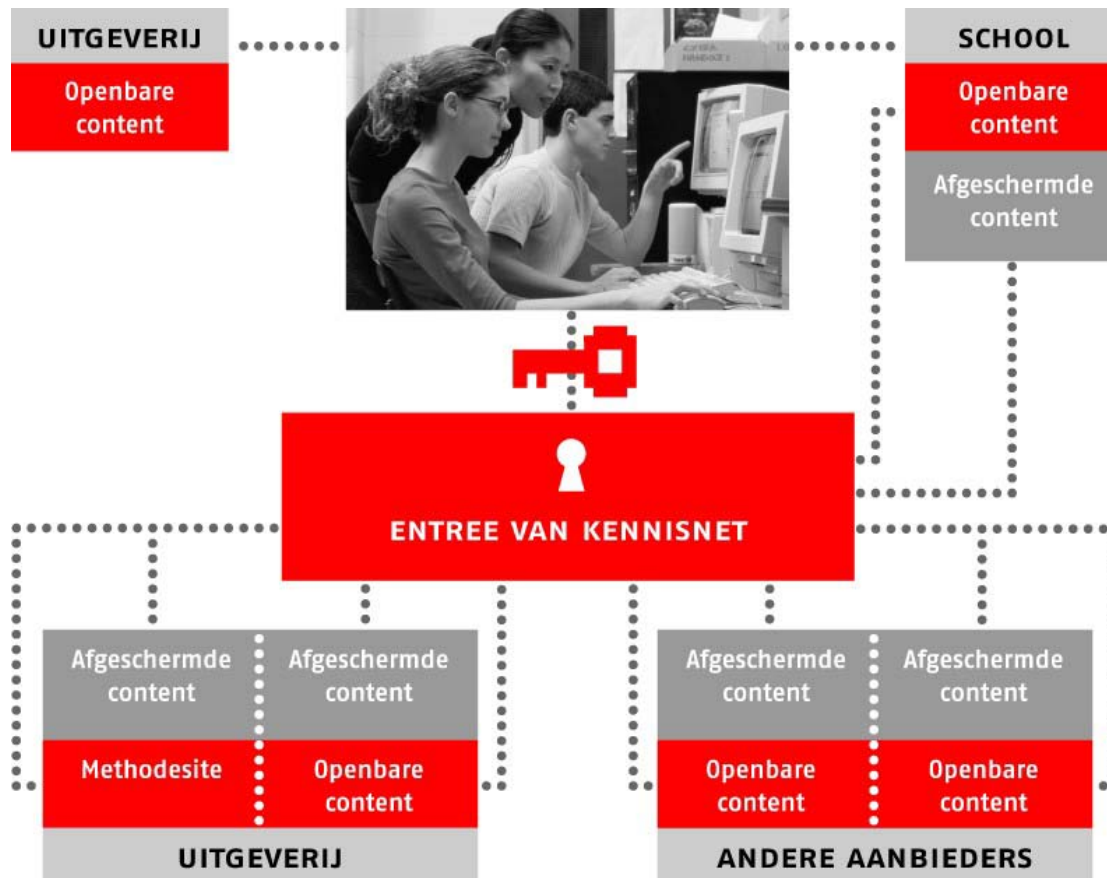 UITGEVERIJ
Openbare
content
SCHOOL
Openbare
content
Afgeschermde
content
ENTREE VAN KENNISNET
Afgeschermde
content
Afgeschermde
content
Methodesite
Openbare
content
UITGEVERIJ
Afgeschermde
content
Afgeschermde
content
Openbare
content
Openbare
content
ANDERE AANBIEDERS